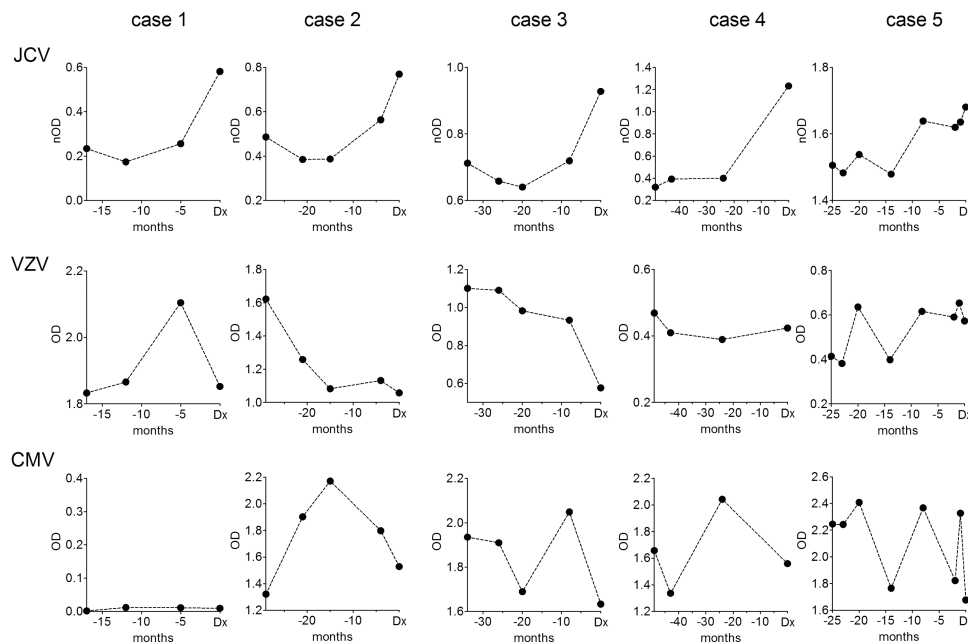 case 1 case 2 case 3 case 4 case 5
JCV
0.6 0.8 1.0 1.4 1.8
1.2
0.4 0.6 1.0
nOD nOD nOD 0.8 nOD 0.8 nOD 1.6
0.2 0.4 0.6
0.4
0.0 0.2 0.6 0.2 1.4
-15 -10 -5 Dx -20 -10 Dx -30 -20 -10 Dx -40 -30 -20 -10 Dx -25 -20 -15 -10 -5 D
months months months months months
VZV
2.2 1.8 1.2 0.6 0.8
1.6 1.0
OD 2.0 OD 1.4 OD 0.8 OD 0.4 OD 0.6
1.2 0.6 0.4
1.8 1.0 0.2 0.2
-15 -10 -5 Dx -20 -10 Dx -30 -20 -10 Dx -40 -30 -20 -10 Dx -25 -20 -15 -10 -5 Dx
months months months months months
CMV
0.4 2.2 2.2 2.2 2.6
0.3 2.0 2.0 2.4
2.0 1.8 2.2
OD 0.2 OD 1.8 OD OD 1.6 OD 2.0
0.1 1.6 1.8 1.4 1.8
1.4
0.0 1.2 1.6 1.2 1.6
-15 -10 -5 Dx -20 -10 Dx -30 -20 -10 Dx -40 -30 -20 -10 Dx -25 -20 -15 -10 -5 D
months months months months months